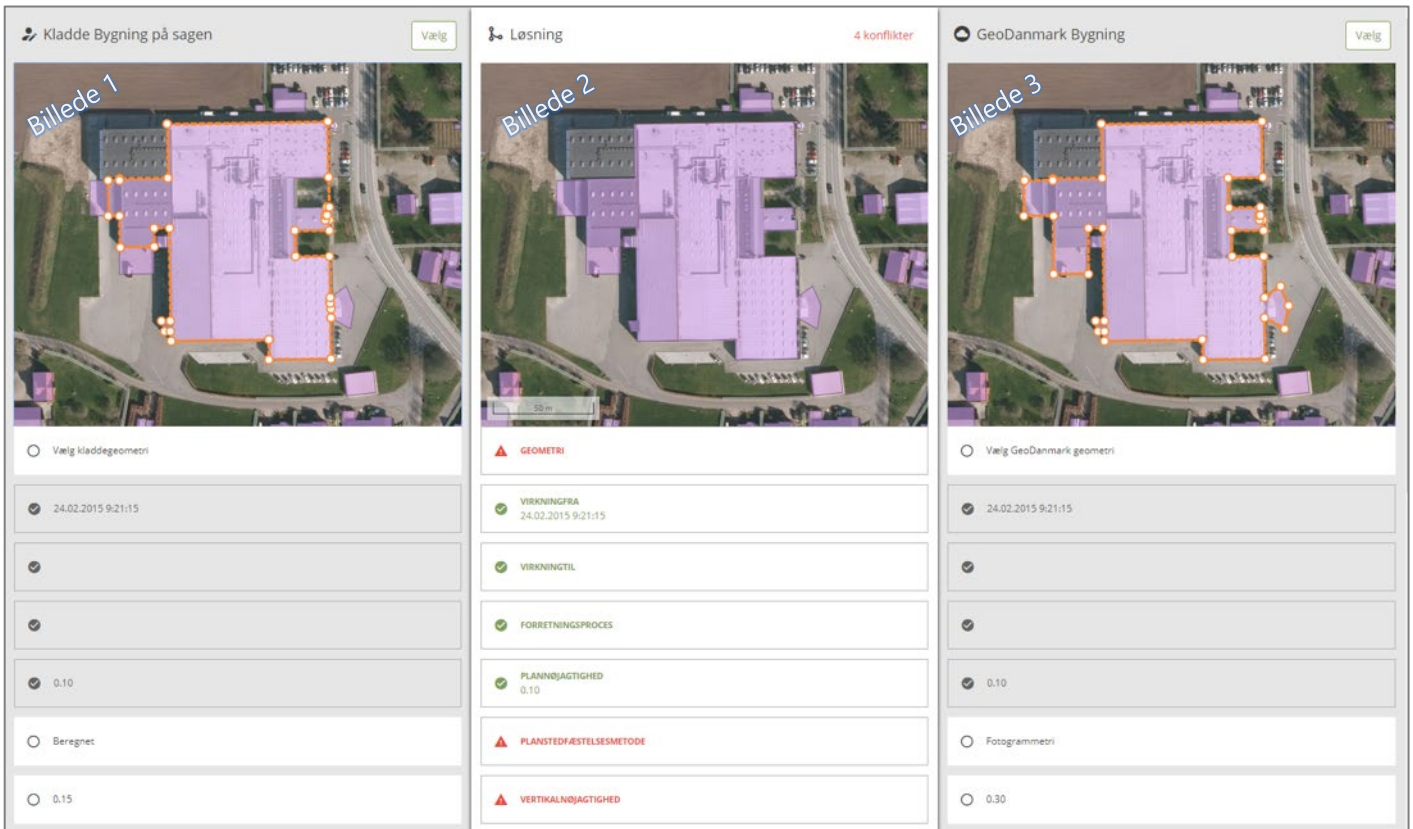 Kladde Bygning på sagen
Vælg
Løsning
4 konflikter
GeoDanmark Bygning
Vælg
Billede 1
Billede 2
Billede 3
50 m
Vælg kladdegeometri
GEOMETRI
Vælg GeoDanmark geometri
24.02.2015 9:21:15
VIRKNINGFRA
24.02.2015 9:21:15
24.02.2015 9:21:15
VIRKNINGTIL
FORRETNINGSPROCES
0.10
PLANNØJAGTIGHED
0.10
0.10
Beregnet
PLANSTEDFÆSTELSESMETODE
Fotogrammetri
0.15
VERTIKALNØJAGTIGHED
0.30